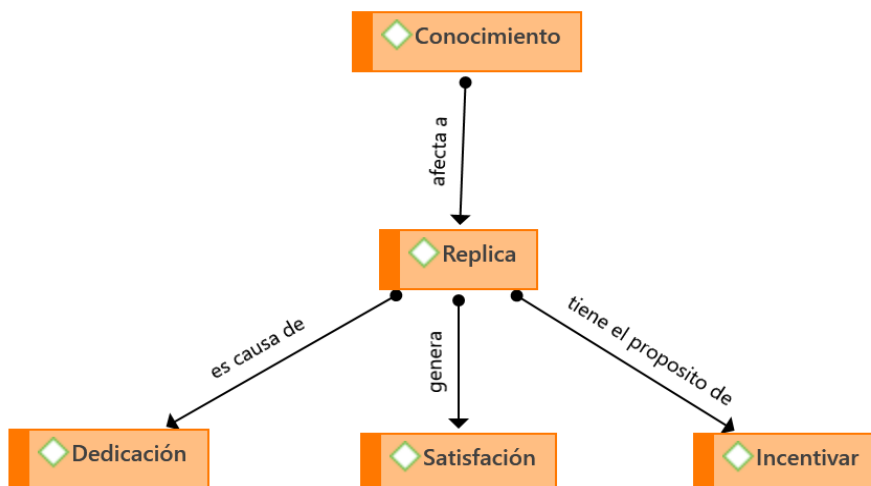 Conocimiento
afecta a
Replica
es causa de
genera
tiene el proposito de
Dedicación
Satisfación
Incentivar